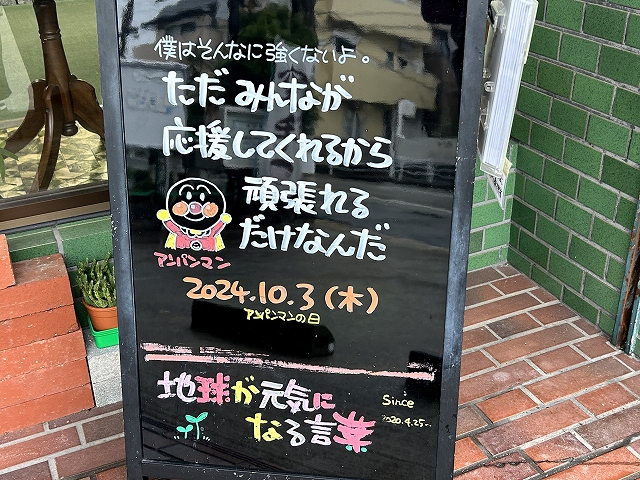 僕はそんなに強くないよ。
ただ みんなが
応援してくれるから
頑張れる
だけなんだ
アンパンマン
2024.10.3(木)
アンパンマンの日
地球が元気に
なる言葉
Since
2020.4.25~